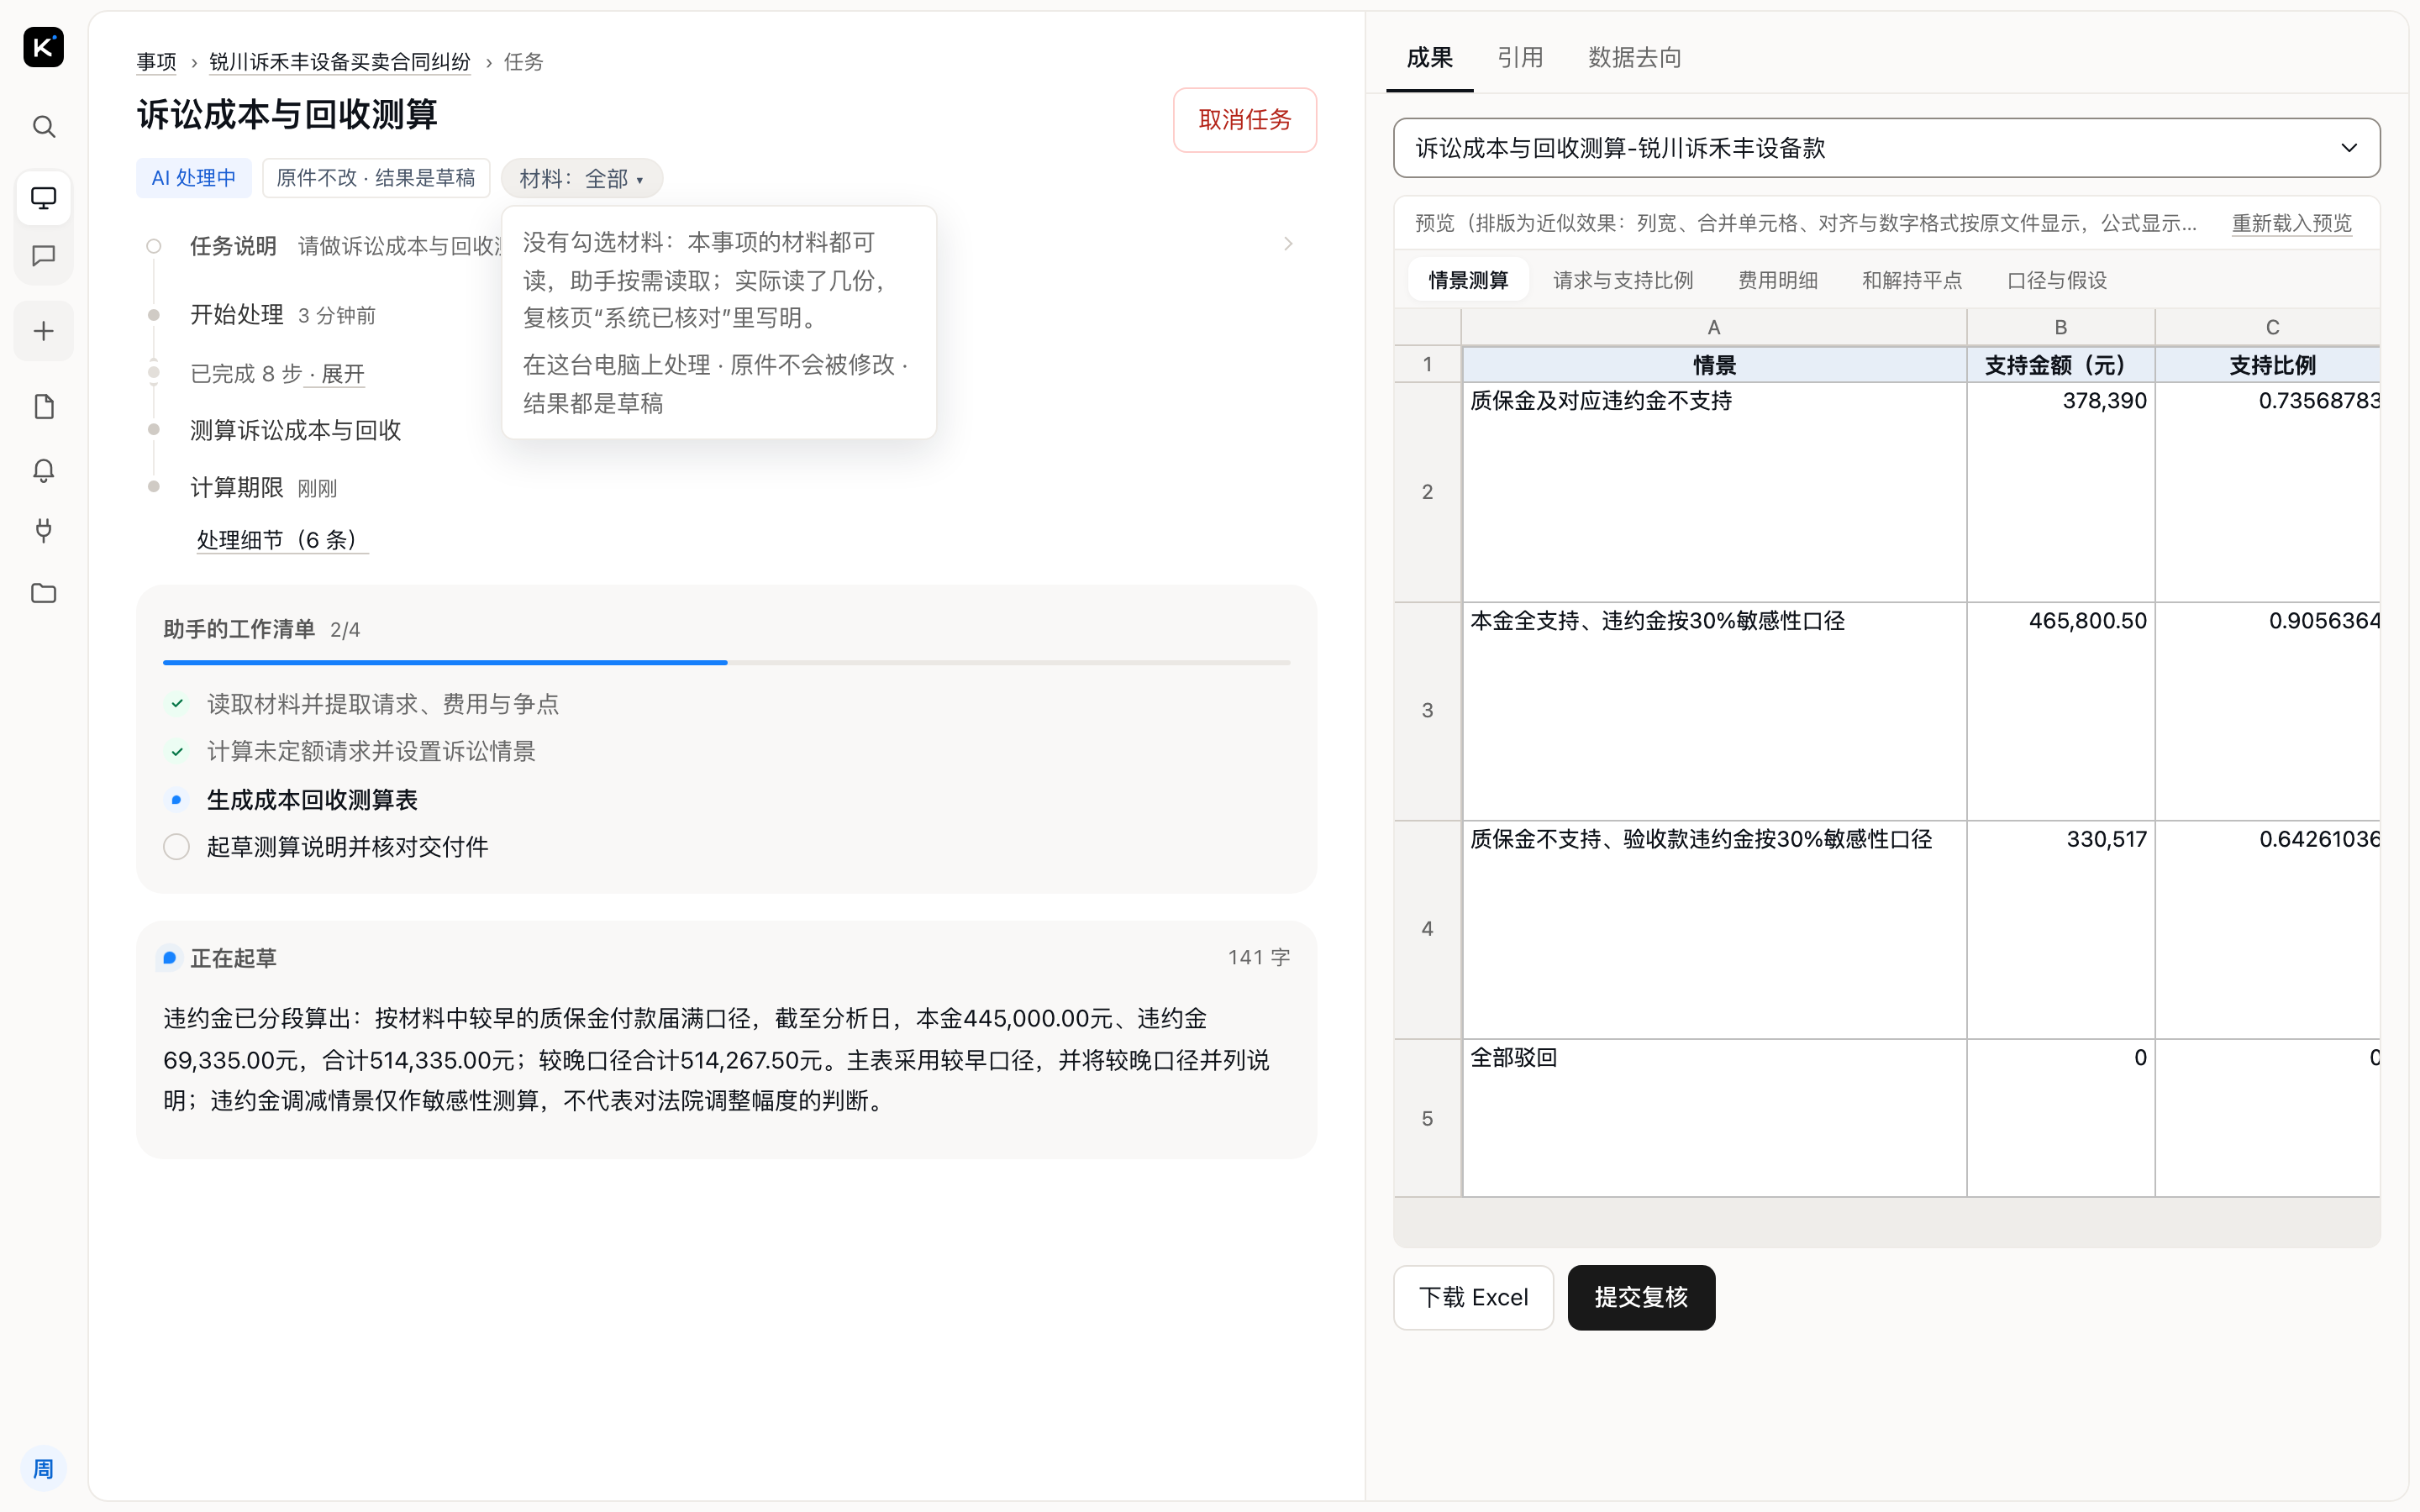 K
事项 › 锐川诉禾丰设备买卖合同纠纷 › 任务
诉讼成本与回收测算
取消任务
AI 处理中
原件不改 · 结果是草稿
材料：全部 ▾
没有勾选材料：本事项的材料都可
读，助手按需读取；实际读了几份，
复核页“系统已核对”里写明。
在这台电脑上处理 · 原件不会被修改 ·
结果都是草稿
任务说明 请做诉讼成本与回收
开始处理 3 分钟前
已完成 8 步 · 展开
测算诉讼成本与回收
计算期限 刚刚
处理细节（6 条）
助手的工作清单 2/4
读取材料并提取请求、费用与争点
计算未定额请求并设置诉讼情景
生成成本回收测算表
起草测算说明并核对交付件
正在起草
141 字
违约金已分段算出：按材料中较早的质保金付款届满口径，截至分析日，本金445,000.00元、违约金
69,335.00元，合计514,335.00元；较晚口径合计514,267.50元。主表采用较早口径，并将较晚口径并列说
明；违约金调减情景仅作敏感性测算，不代表对法院调整幅度的判断。
周
成果 引用 数据去向
诉讼成本与回收测算-锐川诉禾丰设备款
预览（排版为近似效果：列宽、合并单元格、对齐与数字格式按原文件显示，公式显示... 重新载入预览
情景测算 请求与支持比例 费用明细 和解持平点 口径与假设
A B C
1 情景 支持金额（元） 支持比例
2 质保金及对应违约金不支持 378,390 0.73568783
3 本金全支持、违约金按30%敏感性口径 465,800.50 0.9056364
4 质保金不支持、验收款违约金按30%敏感性口径 330,517 0.64261036
5 全部驳回 0 0
下载 Excel
提交复核